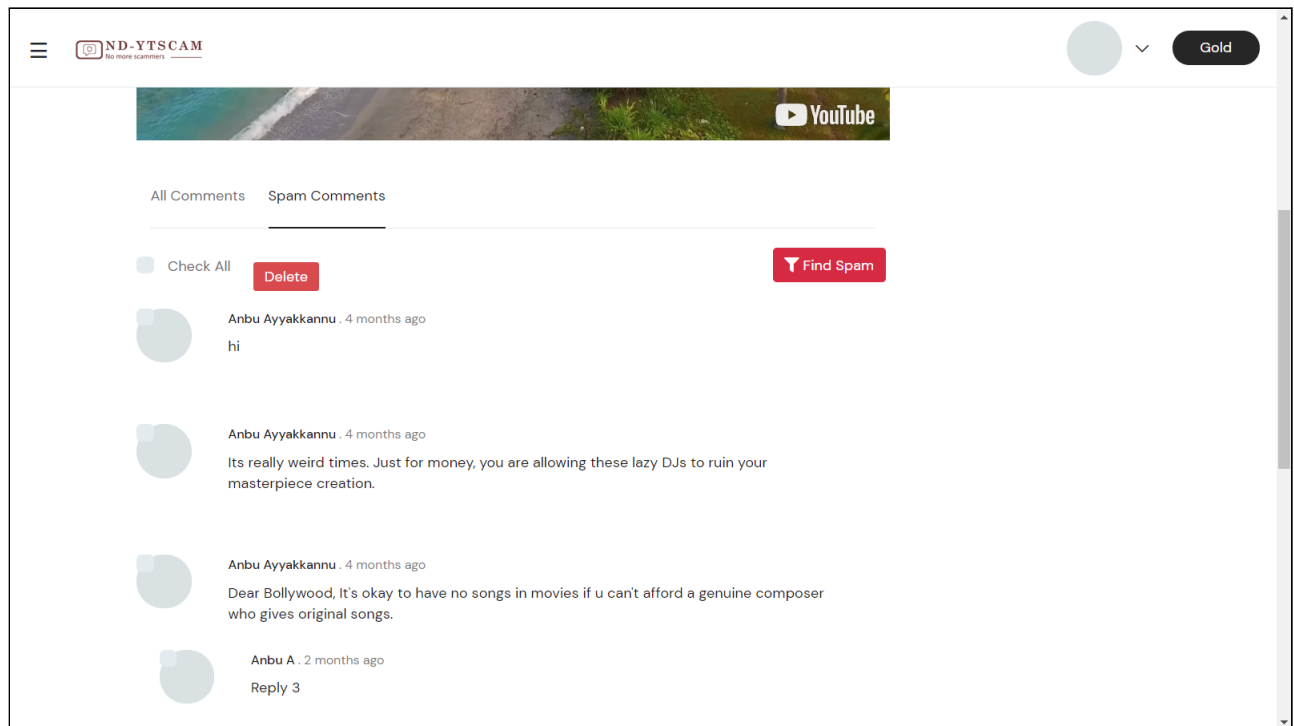 ND-YTSCAM
No more scammers
Gold
YouTube
All Comments Spam Comments
Check All
Delete
Find Spam
Anbu Ayyakkannu . 4 months ago
hi
Anbu Ayyakkannu . 4 months ago
Its really weird times. Just for money, you are allowing these lazy DJs to ruin your
masterpiece creation.
Anbu Ayyakkannu . 4 months ago
Dear Bollywood, It's okay to have no songs in movies if u can't afford a genuine composer
who gives original songs.
Anbu A . 2 months ago
Reply 3